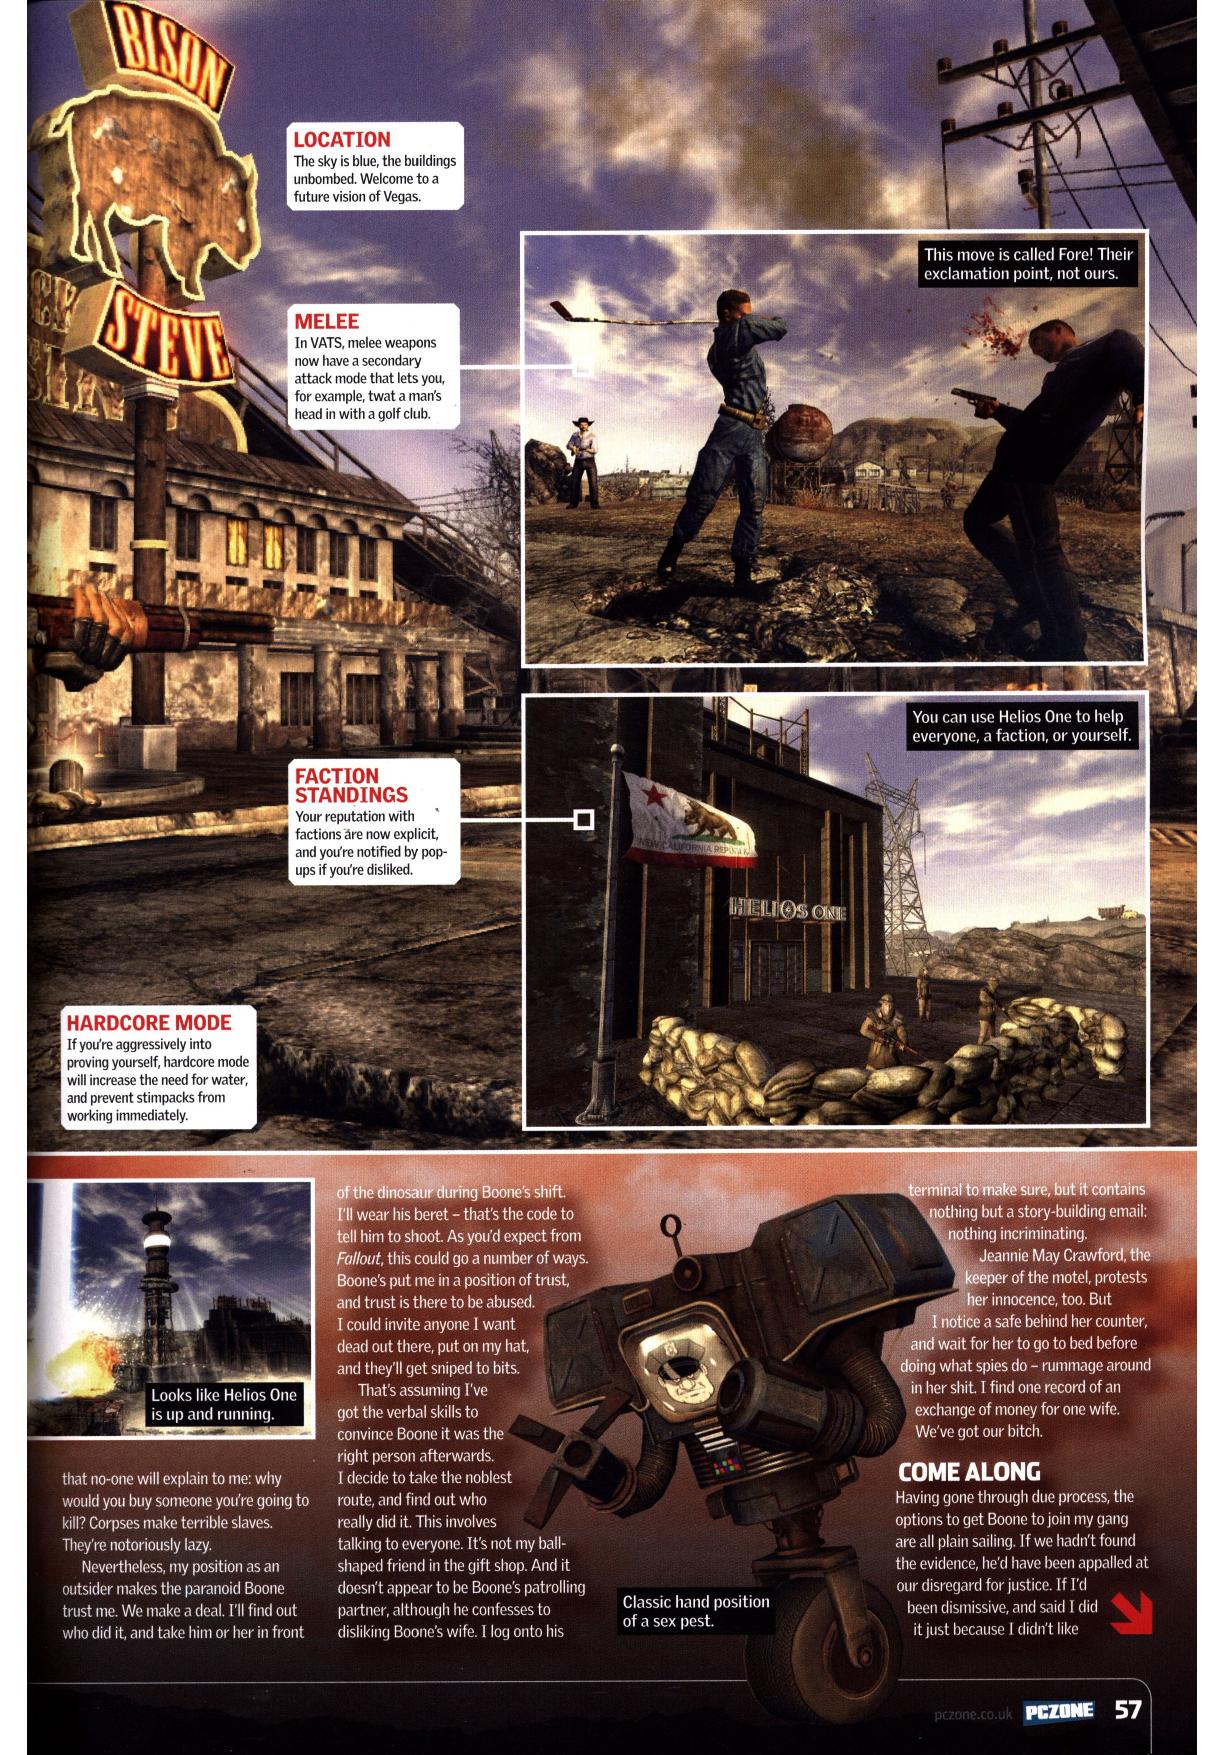 BISON
STEVE
LOCATION
The sky is blue, the buildings
unbombed. Welcome to a
future vision of Vegas.
MELEE
In VATS, melee weapons
now have a secondary
attack mode that lets you,
for example, twat a man's
head in with a golf club.
This move is called Fore! Their
exclamation point, not ours.
FACTION
STANDINGS
Your reputation with
factions are now explicit,
and you're notified by pop-
ups if you're disliked.
You can use Helios One to help
everyone, a faction, or yourself.
NEW CALIFORNIA REPUBLIC
HELIOS ONE
HARDCORE MODE
If you're aggressively into
proving yourself, hardcore mode
will increase the need for water,
and prevent stimpacks from
working immediately.
Looks like Helios One
is up and running.
that no-one will explain to me: why
would you buy someone you're going to
kill? Corpses make terrible slaves.
They're notoriously lazy.
Nevertheless, my position as an
outsider makes the paranoid Boone
trust me. We make a deal. I'll find out
who did it, and take him or her in front
of the dinosaur during Boone's shift.
I'll wear his beret – that's the code to
tell him to shoot. As you'd expect from
Fallout, this could go a number of ways.
Boone's put me in a position of trust,
and trust is there to be abused.
I could invite anyone I want
dead out there, put on my hat,
and they'll get sniped to bits.
That's assuming I've
got the verbal skills to
convince Boone it was the
right person afterwards.
I decide to take the noblest
route, and find out who
really did it. This involves
talking to everyone. It's not my ball-
shaped friend in the gift shop. And it
doesn't appear to be Boone's patrolling
partner, although he confesses to
disliking Boone's wife. I log onto his
Classic hand position
of a sex pest.
terminal to make sure, but it contains
nothing but a story-building email:
nothing incriminating.
Jeannie May Crawford, the
keeper of the motel, protests
her innocence, too. But
I notice a safe behind her counter,
and wait for her to go to bed before
doing what spies do – rummage around
in her shit. I find one record of an
exchange of money for one wife.
We've got our bitch.
COME ALONG
Having gone through due process, the
options to get Boone to join my gang
are all plain sailing. If we hadn't found
the evidence, he'd have been appalled at
our disregard for justice. If I'd
been dismissive, and said I did
it just because I didn't like
pczone.co.uk PCZONE 57